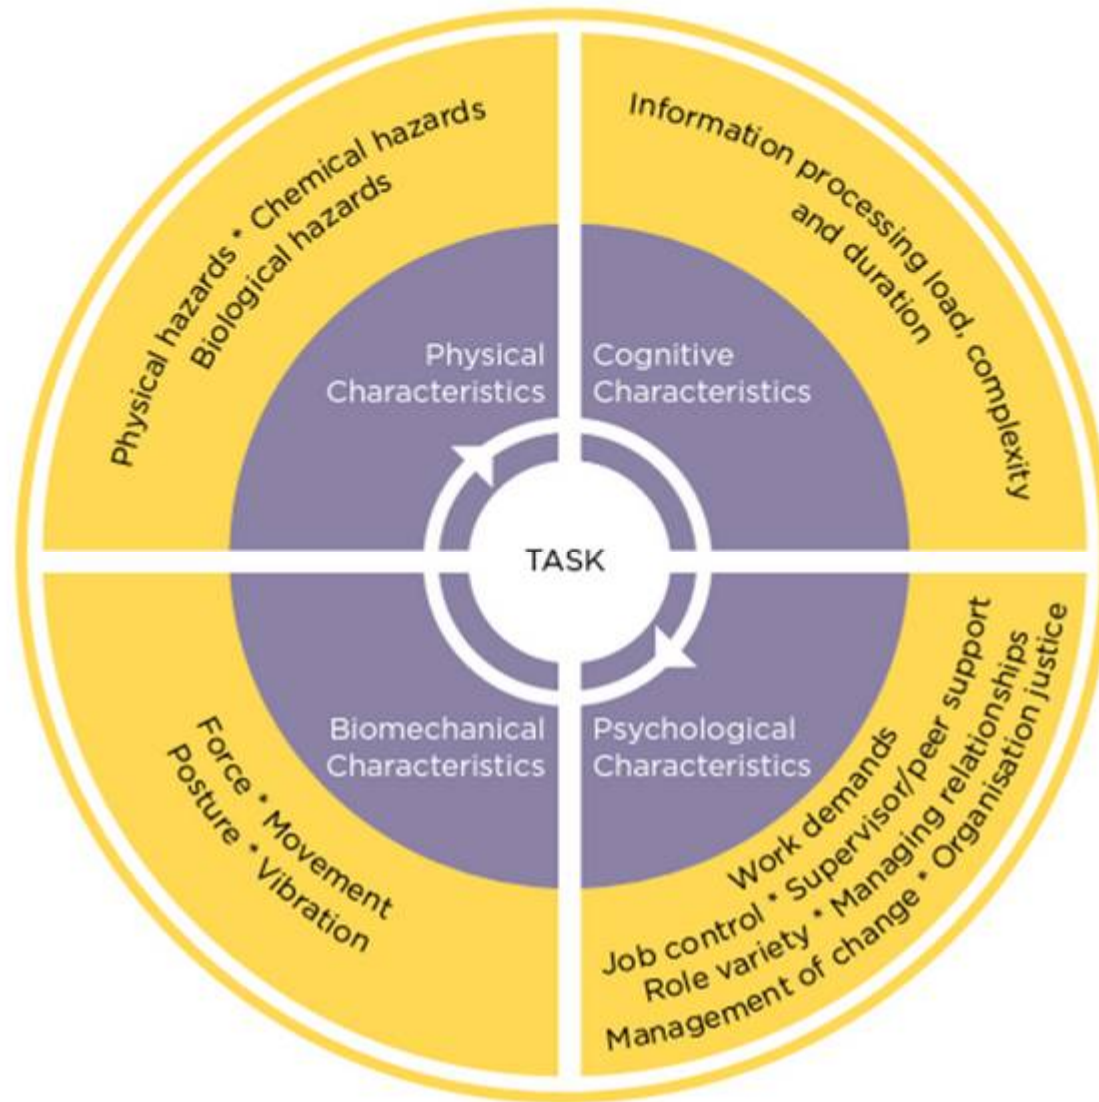 Physical hazards * Chemical hazards
Biological hazards
Information processing load, complexity
and duration
Physical
Characteristics
Cognitive
Characteristics
TASK
Biomechanical
Characteristics
Psychological
Characteristics
Force * Movement
Posture * Vibration
Work demands
Job control * Supervisor/peer support
Role variety * Managing relationships
Management of change * Organisation justice